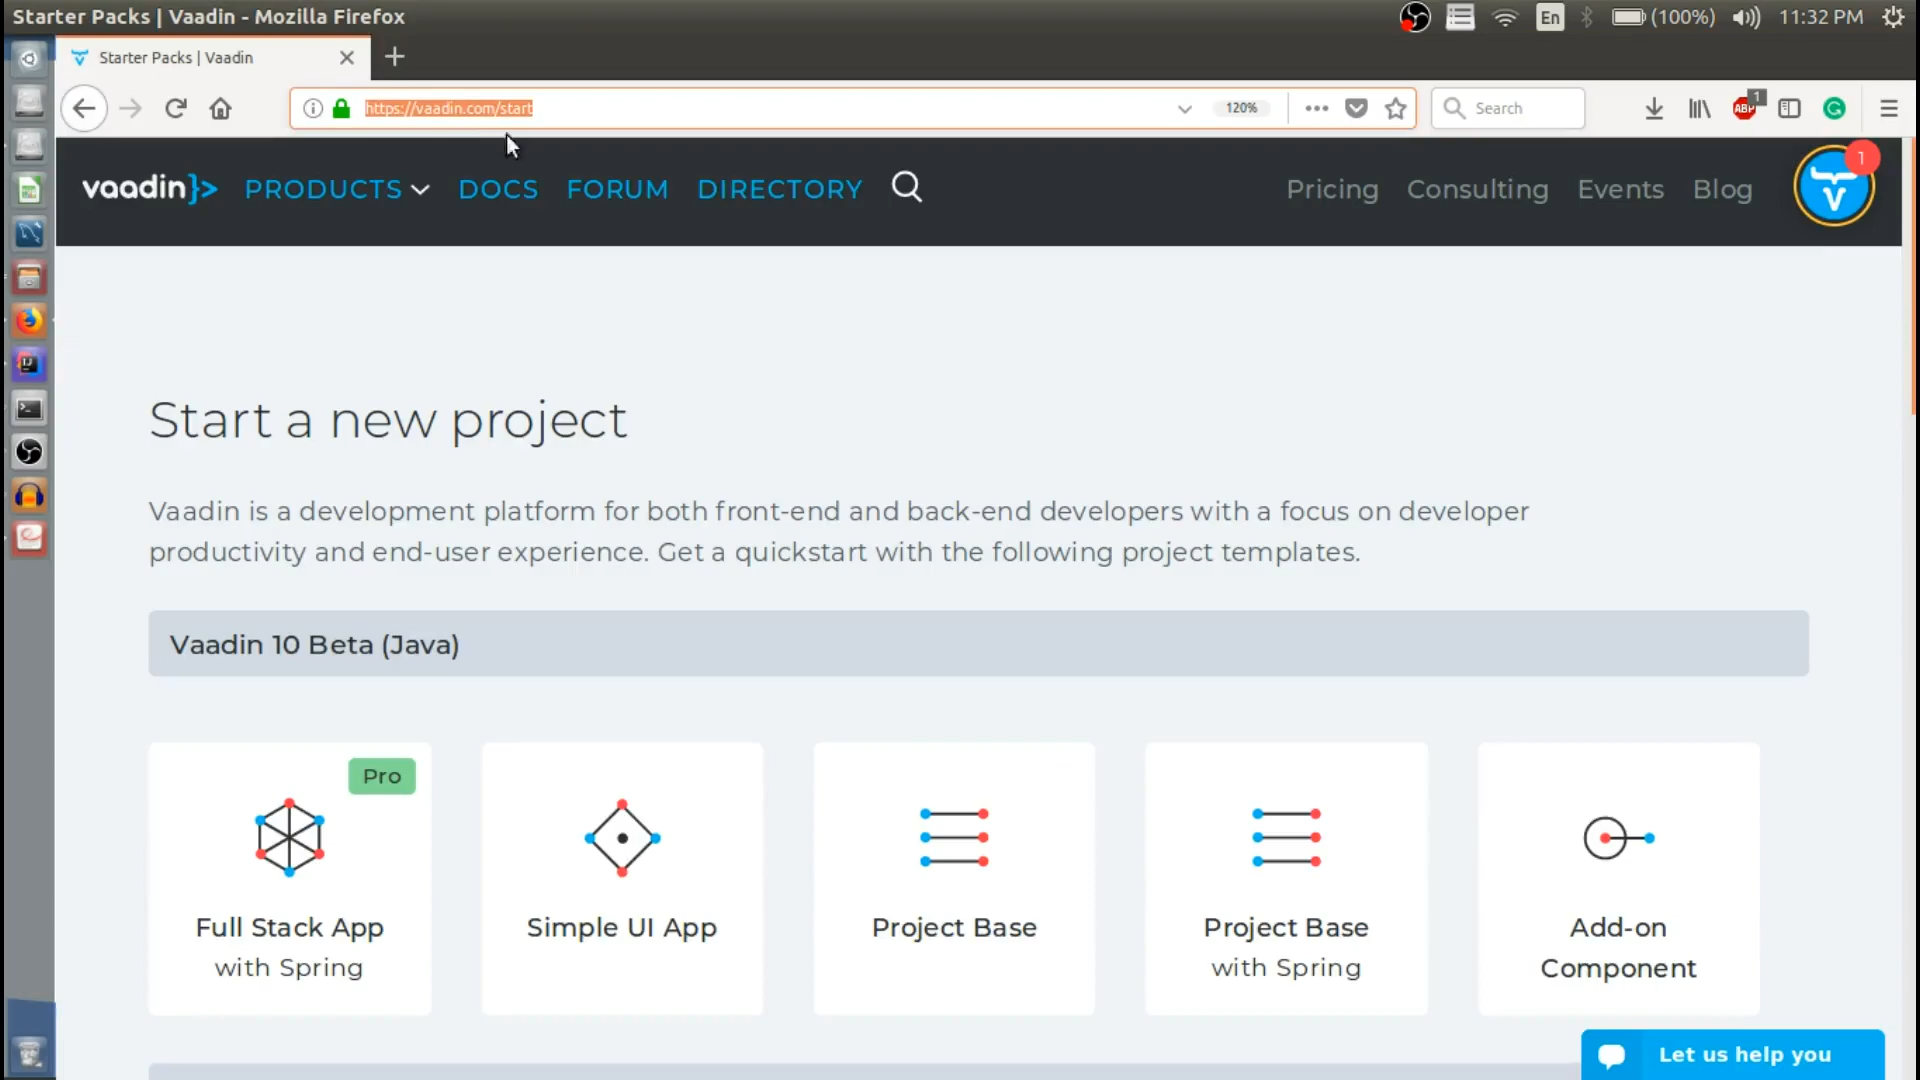 Starter Packs | Vaadin - Mozilla Firefox
En
(100%)
11:32 PM
Starter Packs | Vaadin
https://vaadin.com/start
120%
Search
ABP
1
vaadin}>
PRODUCTS
DOCS
FORUM
DIRECTORY
Pricing
Consulting
Events
Blog
1
Start a new project
Vaadin is a development platform for both front-end and back-end developers with a focus on developer
productivity and end-user experience. Get a quickstart with the following project templates.
Vaadin 10 Beta (Java)
Pro
Full Stack App
with Spring
Simple UI App
Project Base
Project Base
with Spring
Add-on
Component
Let us help you